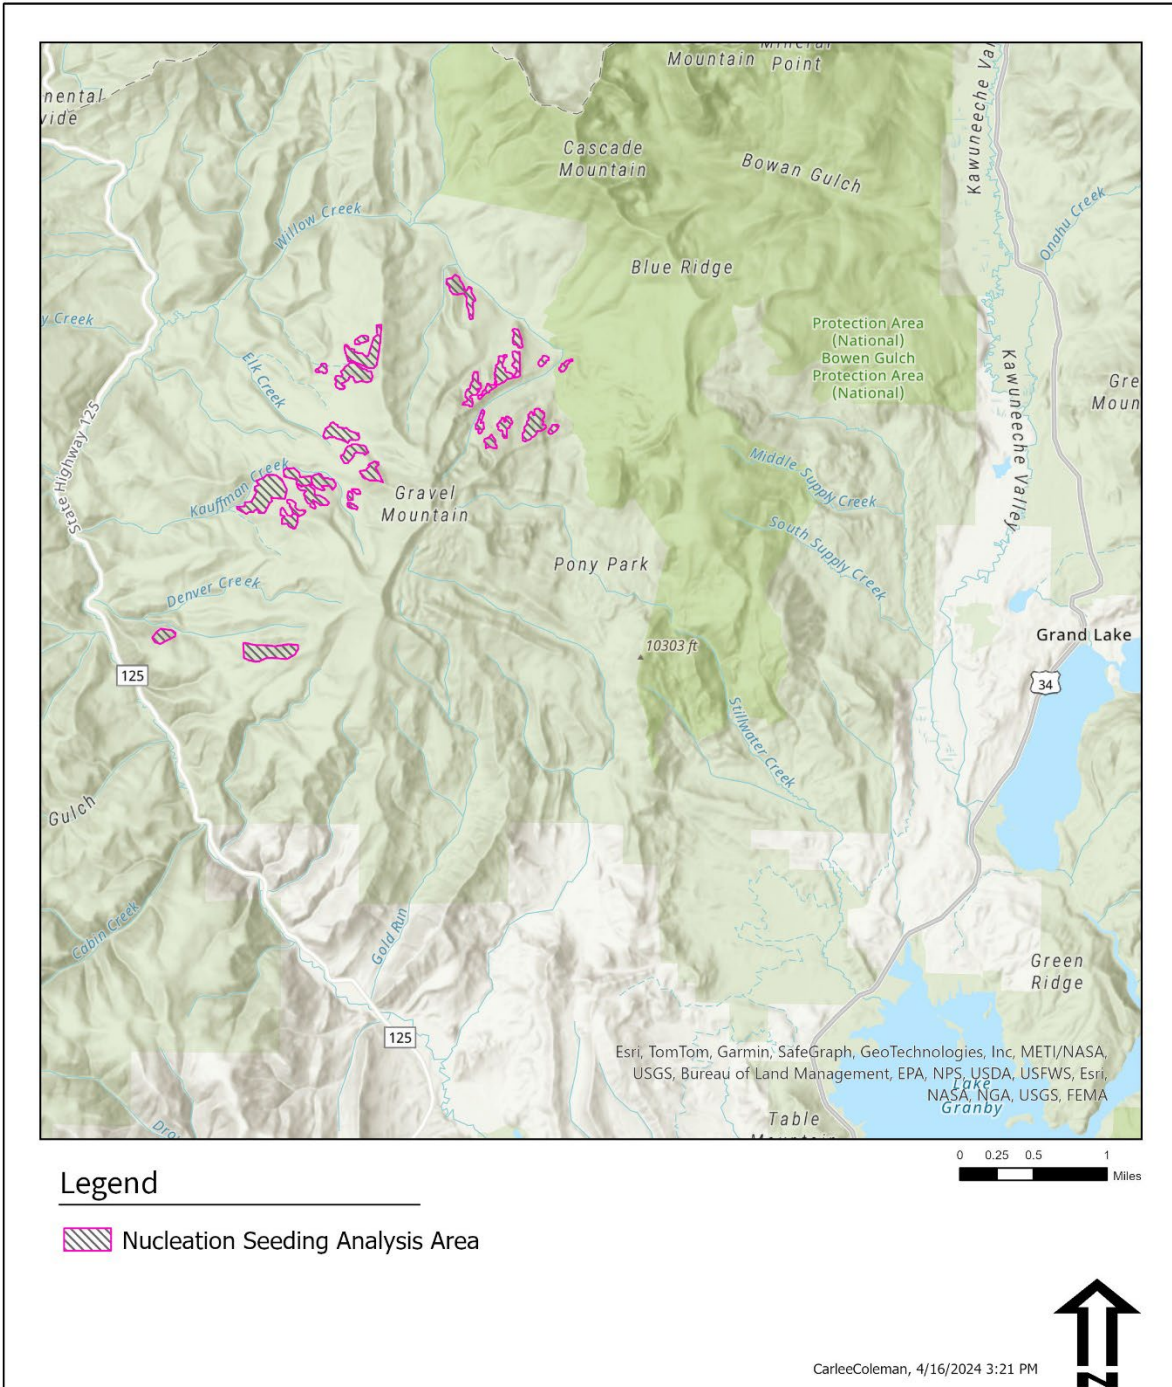 Mountain
Mineral
Point
Kawuneeche Val
nental
vide
Cascade
Mountain
Bowan Gulch
Willow Creek
Onahu Creek
Blue Ridge
y Creek
Protection Area
(National)
Bowen Gulch
Protection Area
(National)
Elk Creek
Kawuneeche Valley
Gre
Moun
State Highway 125
Kauffman Creek
Gravel
Mountain
Middle Supply Creek
South Supply Creek
Pony Park
Denver Creek
10303 ft
Grand Lake
125
34
Stillwater Creek
Gulch
Cabin Creek
Gold Run
Green
Ridge
125
Esri, TomTom, Garmin, SafeGraph, GeoTechnologies, Inc, METI/NASA,
USGS, Bureau of Land Management, EPA, NPS, USDA, USFWS, Esri,
NASA, NGA, USGS, FEMA
Lake
Granby
Table
Mountain
Dro
0 0.25 0.5 1
Miles
Legend
Nucleation Seeding Analysis Area
CarleeColeman, 4/16/2024 3:21 PM
N